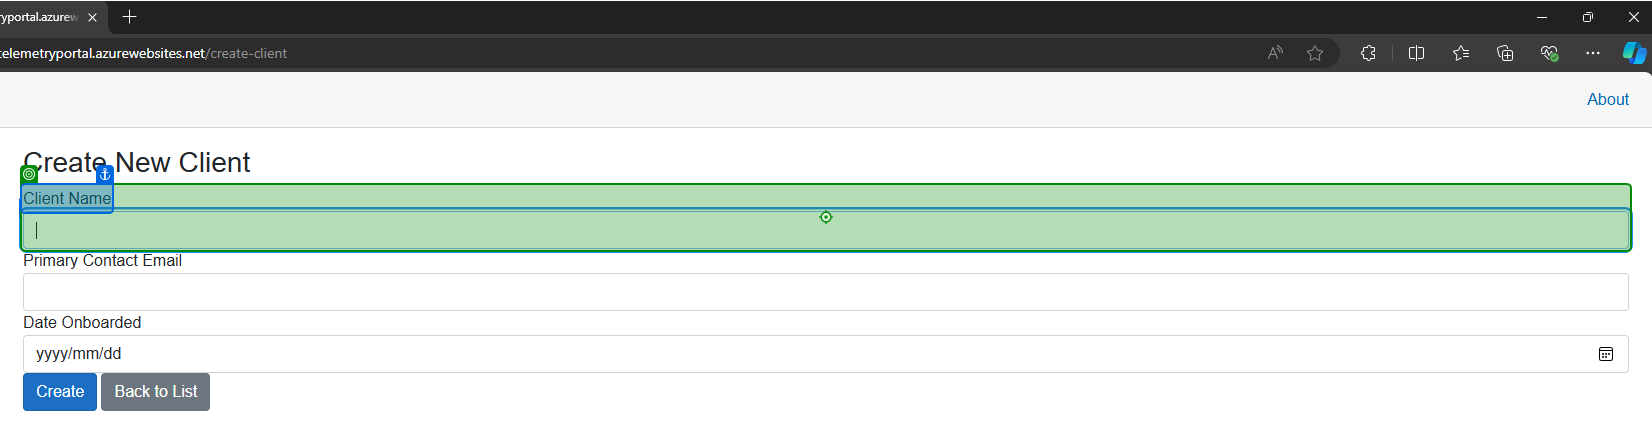 ryportal.azurew
telemetryportal.azurewebsites.net/create-client
About
Create New Client
Client Name
Primary Contact Email
Date Onboarded
yyyy/mm/dd
Create Back to List